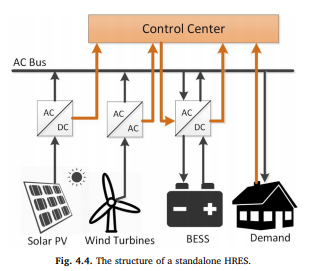 Control Center
AC Bus
AC
DC
AC
AC
AC
DC
Solar PV
Wind Turbines
BESS
Demand
Fig. 4.4. The structure of a standalone HRES.